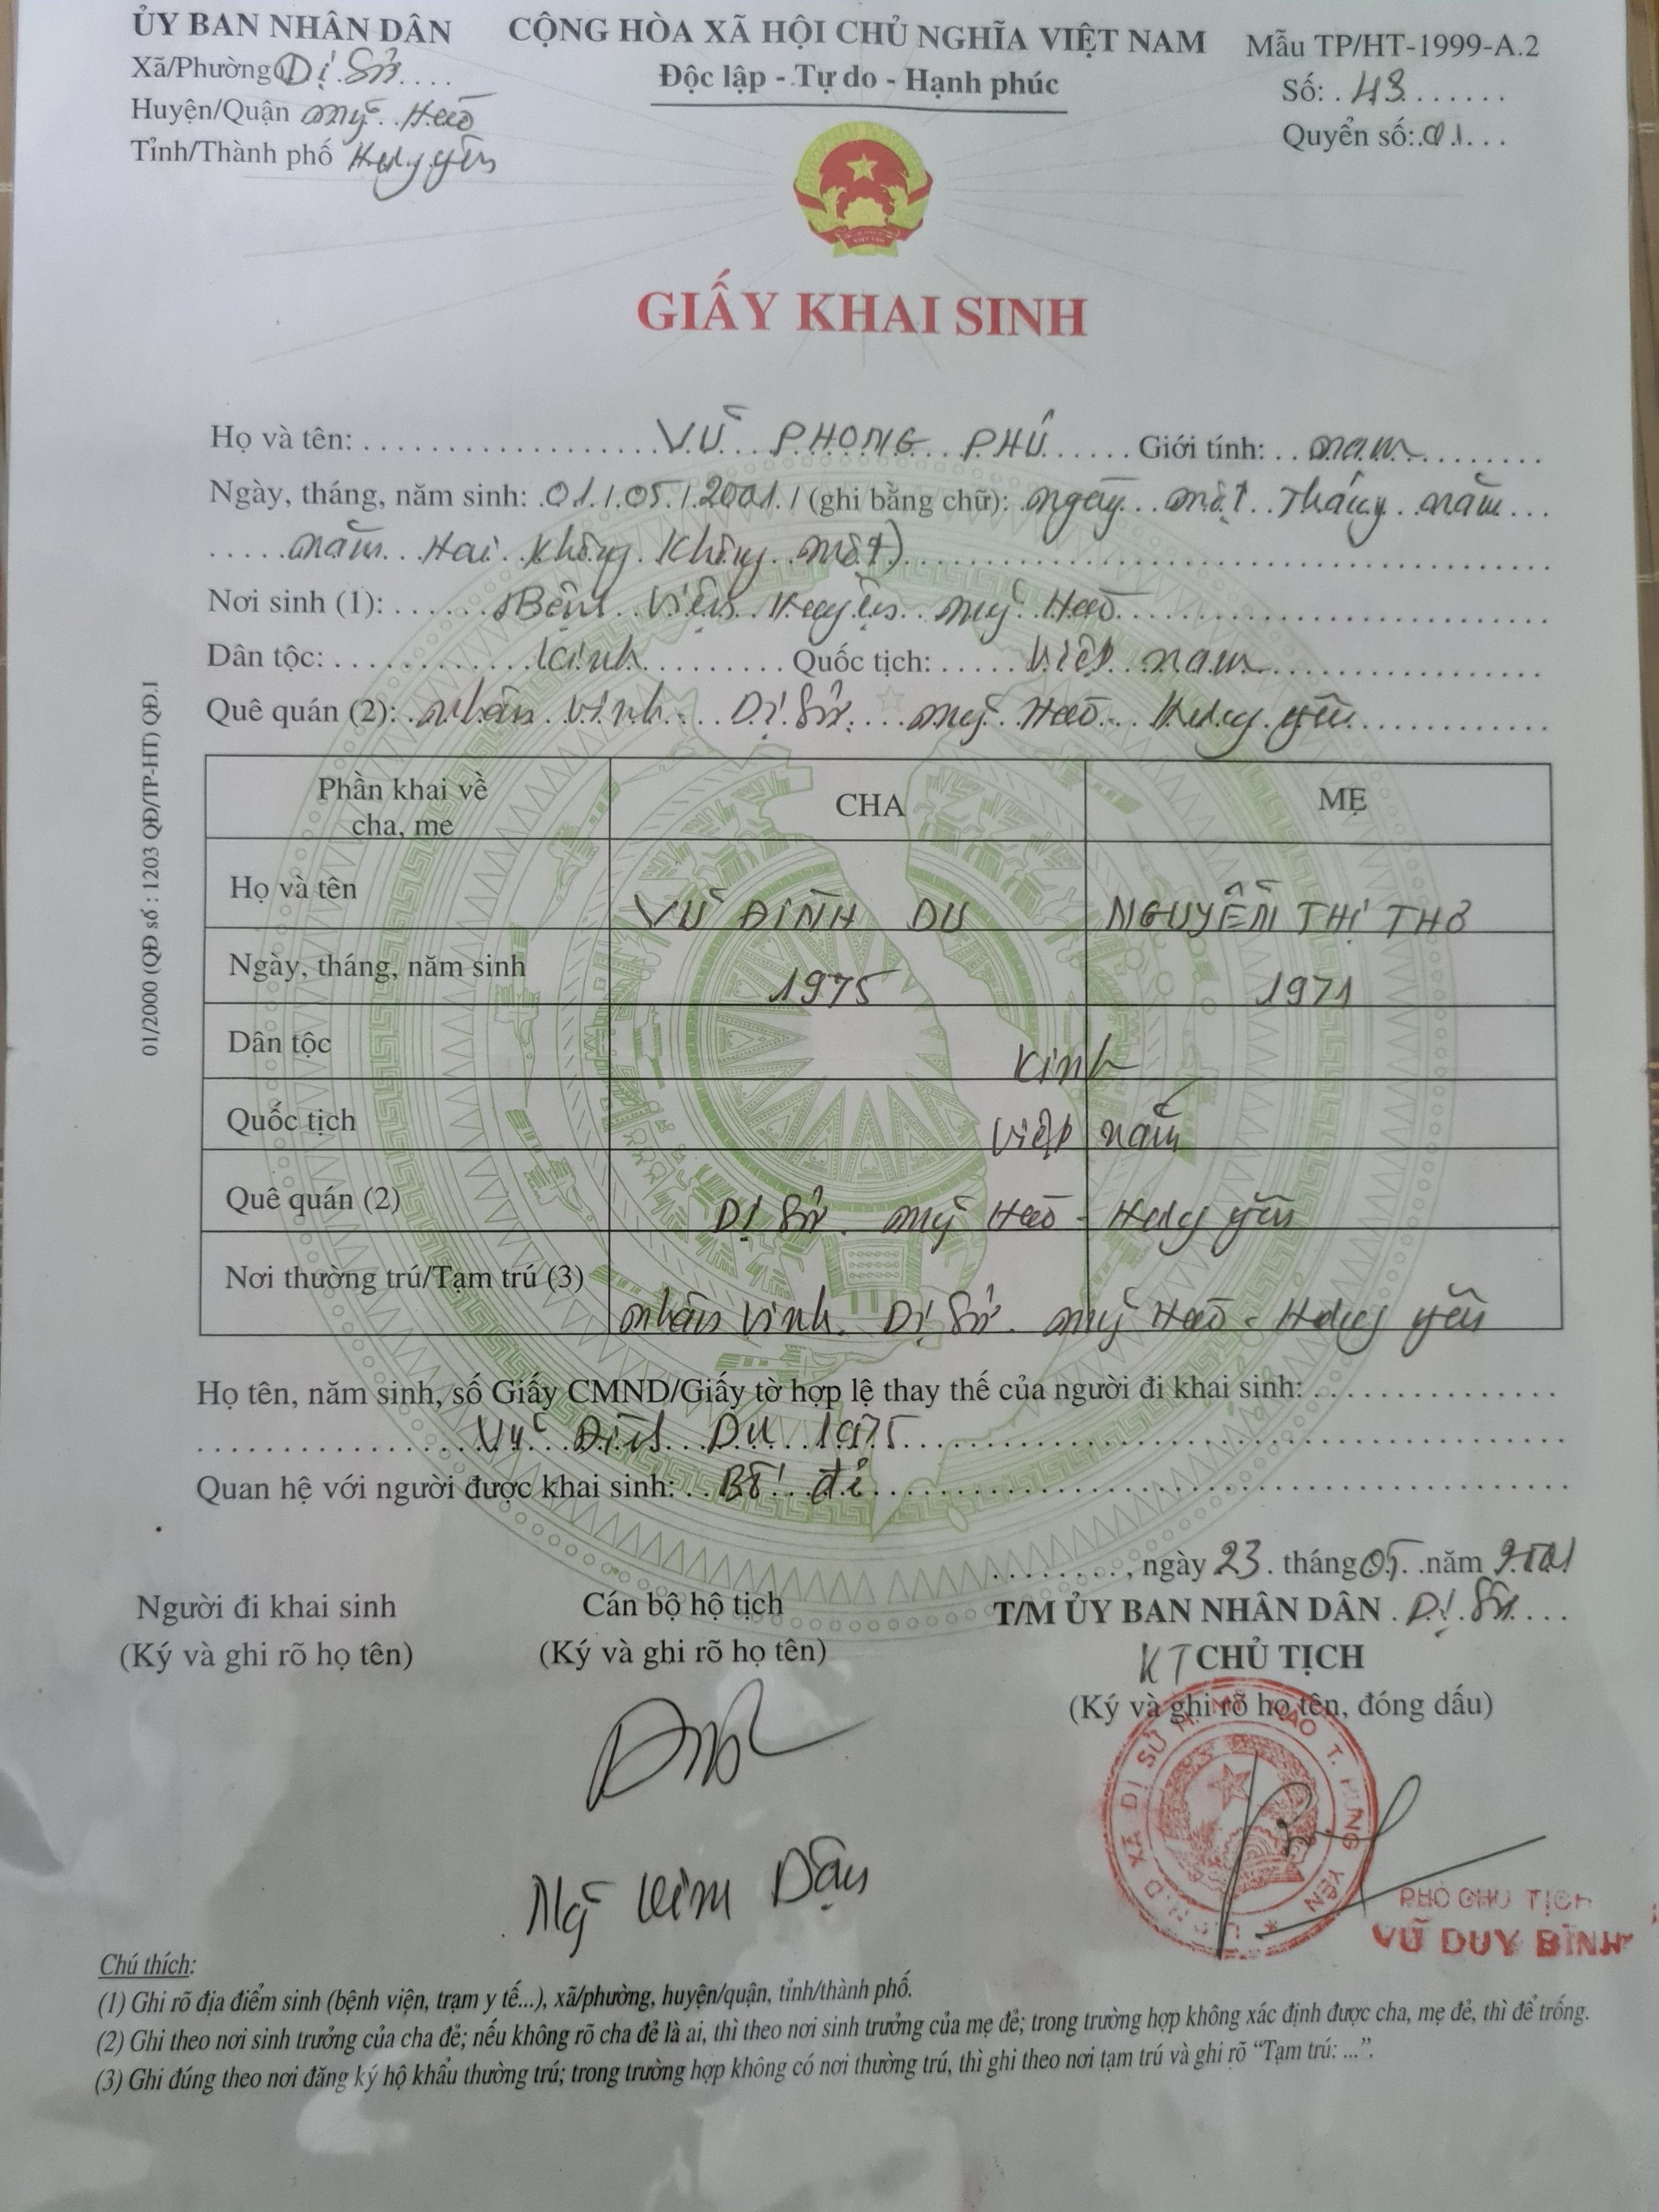 ỦY BAN NHÂN DÂN
CỘNG HÒA XÃ HỘI CHỦ NGHĨA VIỆT NAM
Mẫu TP/HT-1999-A.2
Xã/Phường Dị Sử
Độc lập - Tự do - Hạnh phúc
Số: 43
Huyện/Quận Mỹ Hào
Quyển số: 01
Tỉnh/Thành phố Hưng Yên
GIẤY KHAI SINH
Họ và tên: VŨ PHONG PHÚ Giới tính: Nam
Ngày, tháng, năm sinh: 01/05/2001/ (ghi bằng chữ): Ngày một Tháng năm
năm Hai Không Không một)
Nơi sinh (1): Bệnh Viện Huyện Mỹ Hào
Dân tộc: Kinh Quốc tịch: Việt nam
Quê quán (2): Nhân Vinh Dị Sử Mỹ Hào - Hưng yên
01/2000 (QĐ số : 1203 QĐ/TP-HT) QĐ.1
Phần khai về cha, mẹ
CHA
MẸ
Họ và tên
VŨ ĐÌNH DU
NGUYỄN THỊ THƠ
Ngày, tháng, năm sinh
1975
1971
Dân tộc
Kinh
Quốc tịch
Việt nam
Quê quán (2)
Dị Sử Mỹ Hào - Hưng yên
Nơi thường trú/Tạm trú (3)
Nhân Vinh. Dị Sử. Mỹ Hào - Hưng yên
Họ tên, năm sinh, số Giấy CMND/Giấy tờ hợp lệ thay thế của người đi khai sinh:
Vũ Đình Du 1975
Quan hệ với người được khai sinh: Bố đẻ
, ngày 23 tháng 05 năm 2001
Người đi khai sinh
Cán bộ hộ tịch
T/M ỦY BAN NHÂN DÂN Dị Sử
(Ký và ghi rõ họ tên)
(Ký và ghi rõ họ tên)
KT CHỦ TỊCH
(Ký và ghi rõ họ tên, đóng dấu)
U.B.N.D XÃ DỊ SỬ H. MỸ HÀO T. HƯNG YÊN
Kim Dậu
PHÓ CHỦ TỊCH
VŨ DUY BÌNH
Chú thích:
(1) Ghi rõ địa điểm sinh (bệnh viện, trạm y tế...), xã/phường, huyện/quận, tỉnh/thành phố.
(2) Ghi theo nơi sinh trưởng của cha đẻ; nếu không rõ cha đẻ là ai, thì theo nơi sinh trưởng của mẹ đẻ; trong trường hợp không xác định được cha, mẹ đẻ, thì để trống.
(3) Ghi đúng theo nơi đăng ký hộ khẩu thường trú; trong trường hợp không có nơi thường trú, thì ghi theo nơi tạm trú và ghi rõ “Tạm trú: ...”.